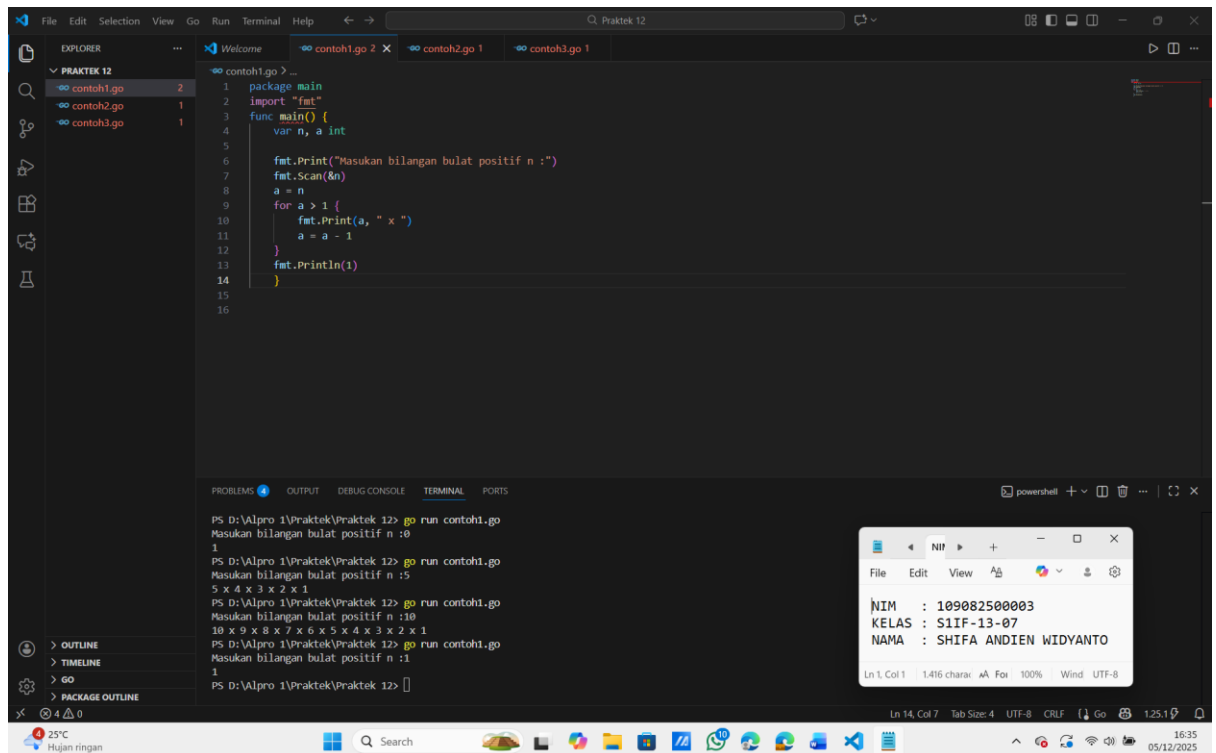 File Edit Selection View Go Run Terminal Help
Praktek 12
EXPLORER
PRAKTEK 12
contoh1.go 2
contoh2.go 1
contoh3.go 1
OUTLINE
TIMELINE
GO
PACKAGE OUTLINE
Welcome contoh1.go 2 contoh2.go 1 contoh3.go 1
contoh1.go > ...
1 package main
2 import "fmt"
3 func main() {
4 var n, a int
5
6 fmt.Print("Masukan bilangan bulat positif n :")
7 fmt.Scan(&n)
8 a = n
9 for a > 1 {
10 fmt.Print(a, " x ")
11 a = a - 1
12 }
13 fmt.Println(1)
14 }
15
16
PROBLEMS 4 OUTPUT DEBUG CONSOLE TERMINAL PORTS
powershell
PS D:\Alpro 1\Praktek\Praktek 12> go run contoh1.go
Masukan bilangan bulat positif n :0
1
PS D:\Alpro 1\Praktek\Praktek 12> go run contoh1.go
Masukan bilangan bulat positif n :5
5 x 4 x 3 x 2 x 1
PS D:\Alpro 1\Praktek\Praktek 12> go run contoh1.go
Masukan bilangan bulat positif n :10
10 x 9 x 8 x 7 x 6 x 5 x 4 x 3 x 2 x 1
PS D:\Alpro 1\Praktek\Praktek 12> go run contoh1.go
Masukan bilangan bulat positif n :1
1
PS D:\Alpro 1\Praktek\Praktek 12>
NIM
File Edit View
NIM : 109082500003
KELAS : S1IF-13-07
NAMA : SHIFA ANDIEN WIDYANTO
Ln 1, Col 1 1.416 charac 100% Wind UTF-8
4 0
Ln 14, Col 7 Tab Size: 4 UTF-8 CRLF Go 1.25.1
4
25°C
Hujan ringan
Search
16:35
05/12/2025